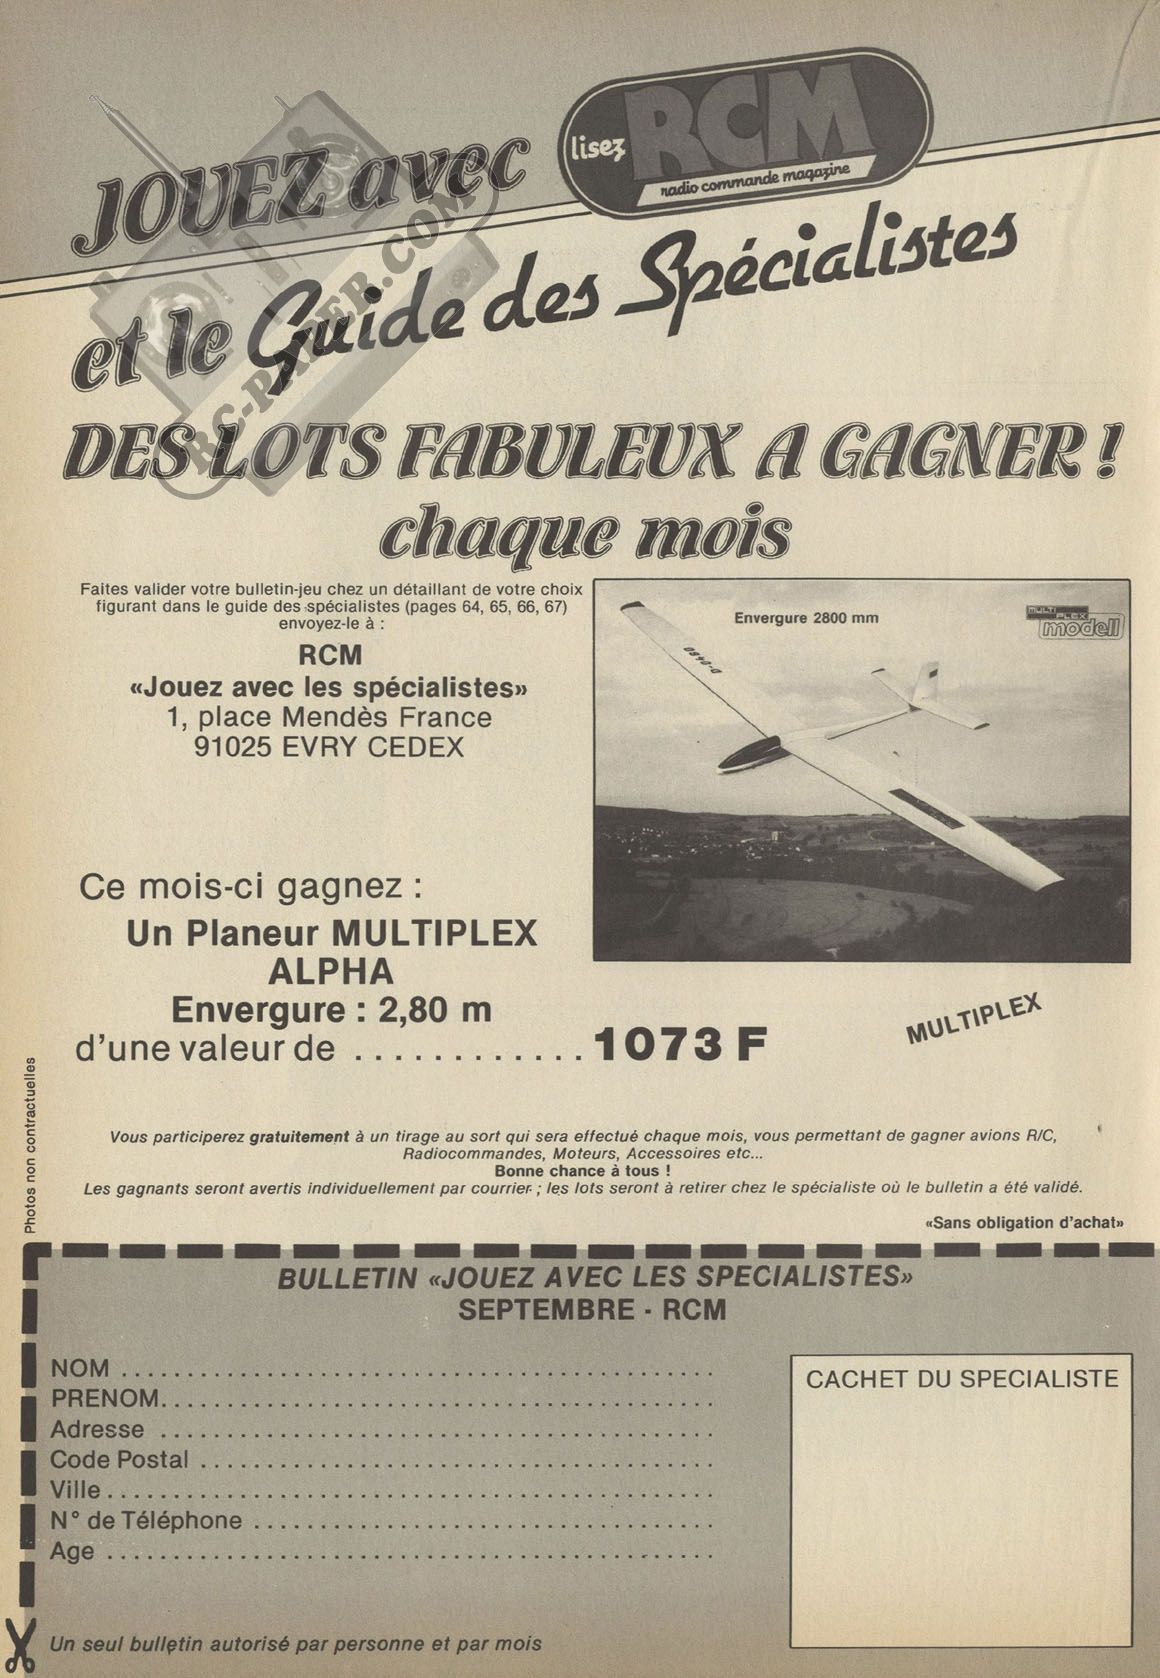 JOUEZ avec
lisez RCM
radio commande magazine
et le Guide des Spécialistes
RC-PAPER.COM
DES LOTS FABULEUX A GAGNER !
chaque mois
Faites valider votre bulletin-jeu chez un détaillant de votre choix
figurant dans le guide des spécialistes (pages 64, 65, 66, 67)
envoyez-le à :
RCM
«Jouez avec les spécialistes»
1, place Mendès France
91025 EVRY CEDEX
Envergure 2800 mm
MULTI
PLEX
modell
D-0460
Ce mois-ci gagnez :
Un Planeur MULTIPLEX
ALPHA
Envergure : 2,80 m
d'une valeur de ............ 1073 F
MULTIPLEX
Photos non contractuelles
Vous participerez gratuitement à un tirage au sort qui sera effectué chaque mois, vous permettant de gagner avions R/C,
Radiocommandes, Moteurs, Accessoires etc...
Bonne chance à tous !
Les gagnants seront avertis individuellement par courrier ; les lots seront à retirer chez le spécialiste où le bulletin a été validé.
«Sans obligation d'achat»
BULLETIN «JOUEZ AVEC LES SPECIALISTES»
SEPTEMBRE - RCM
NOM ..........................................
PRENOM.......................................
Adresse .......................................
Code Postal ....................................
Ville...........................................
N° de Téléphone ................................
Age ...........................................
CACHET DU SPECIALISTE
Un seul bulletin autorisé par personne et par mois